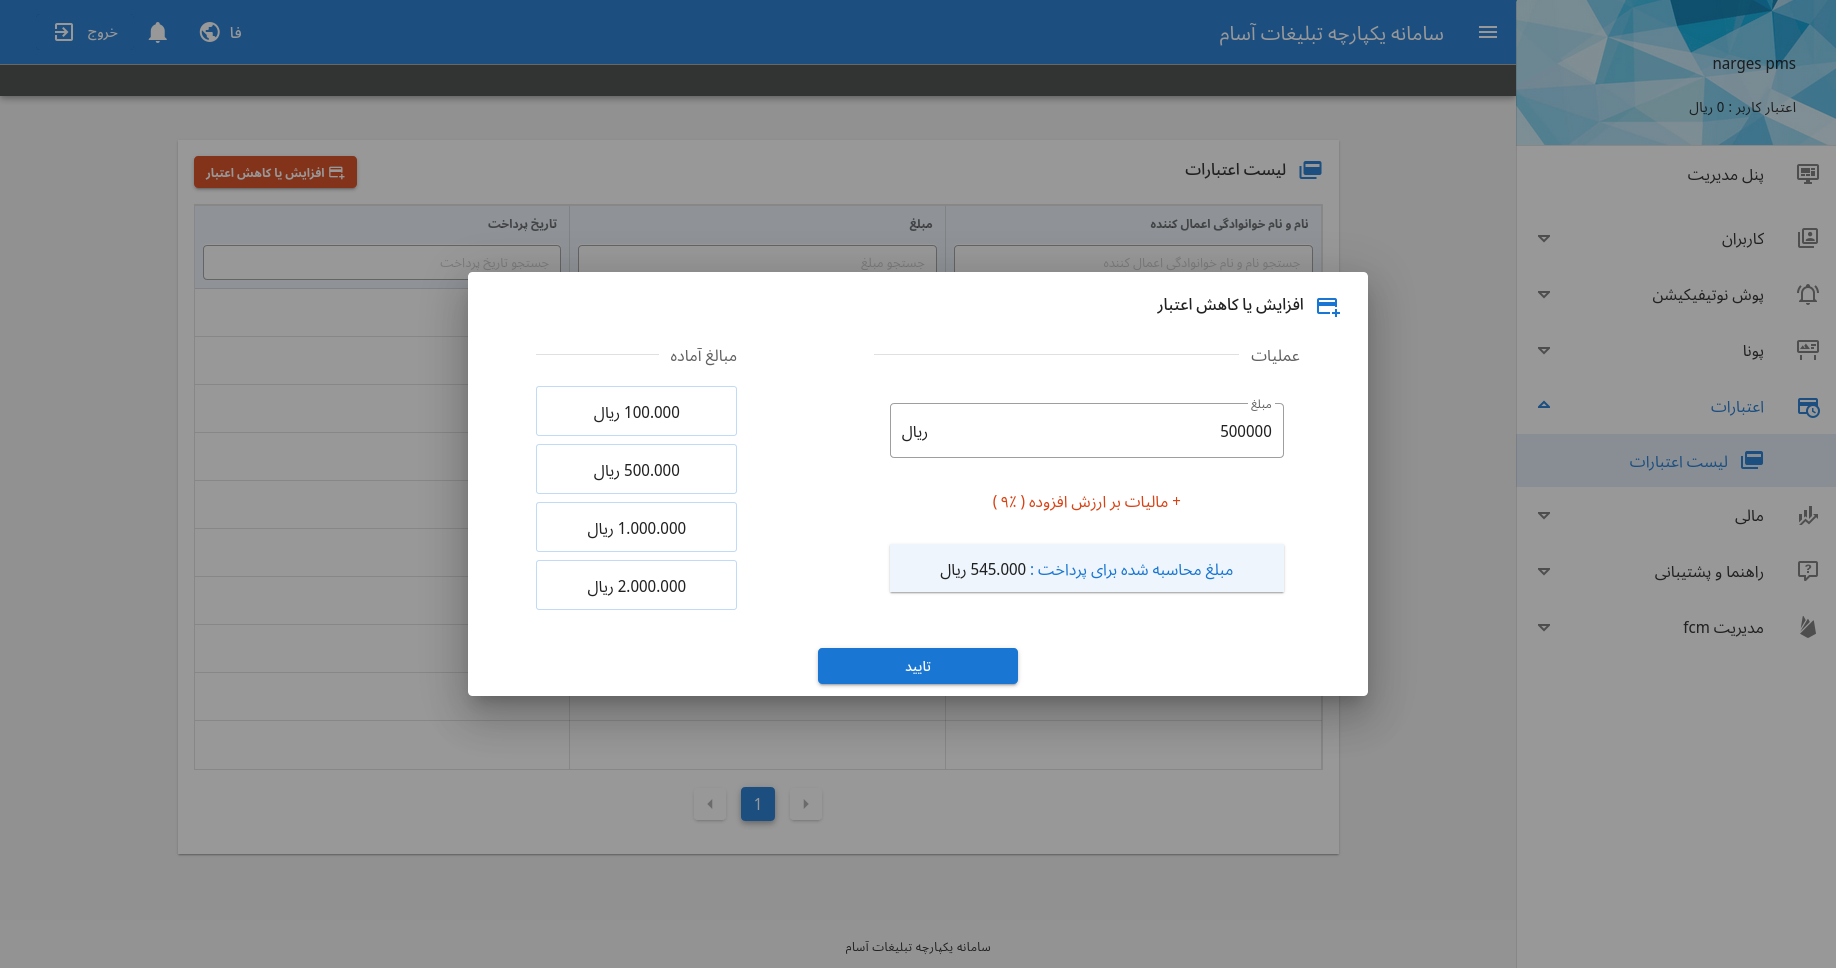 narges pms
اعتبار کاربر : 0 ریال
سامانه یکپارچه تبلیغات آسام
فا
خروج
پنل مدیریت
کاربران
پوش نوتیفیکیشن
پونا
اعتبارات
لیست اعتبارات
مالی
راهنما و پشتیبانی
مدیریت fcm
لیست اعتبارات
افزایش یا کاهش اعتبار
نام و نام خوانوادگی اعمال کننده
مبلغ
تاریخ پرداخت
جستجو نام و نام خوانوادگی اعمال کننده
جستجو مبلغ
جستجو تاریخ پرداخت
افزایش یا کاهش اعتبار
عملیات
مبلغ
500000 ریال
+ مالیات بر ارزش افزوده ( ۹٪ )
مبلغ محاسبه شده برای پرداخت : 545.000 ریال
مبالغ آماده
100.000 ریال
500.000 ریال
1.000.000 ریال
2.000.000 ریال
تایید
1
سامانه یکپارچه تبلیغات آسام